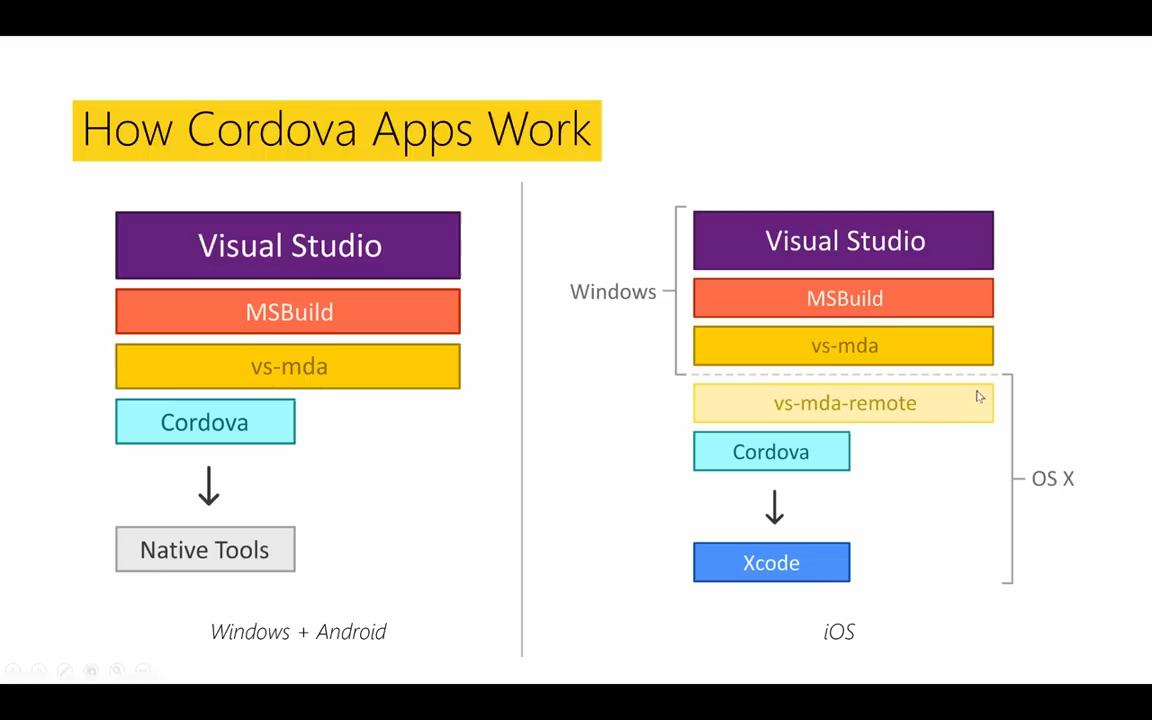 How Cordova Apps Work
Visual Studio
MSBuild
vs-mda
Cordova
Native Tools
Windows + Android
Windows
Visual Studio
MSBuild
vs-mda
vs-mda-remote
Cordova
Xcode
OS X
iOS